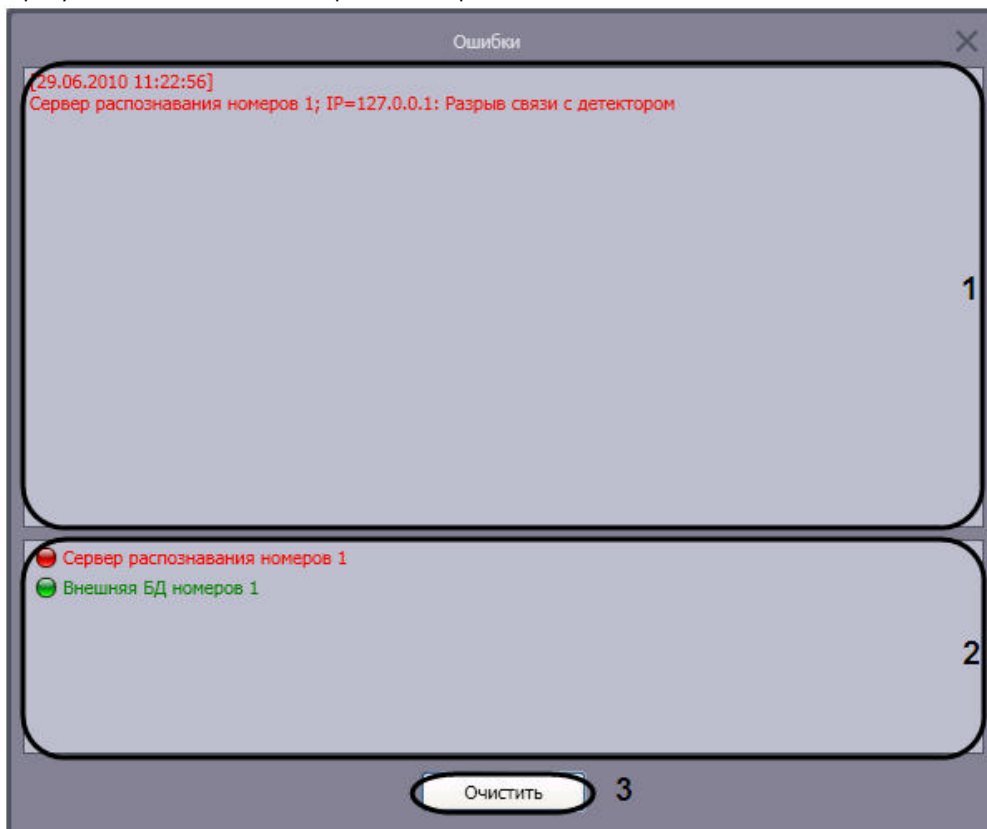 Ошибки
[29.06.2010 11:22:56]
Сервер распознавания номеров 1; IP=127.0.0.1: Разрыв связи с детектором
1
Сервер распознавания номеров 1
Внешняя БД номеров 1
2
Очистить
3